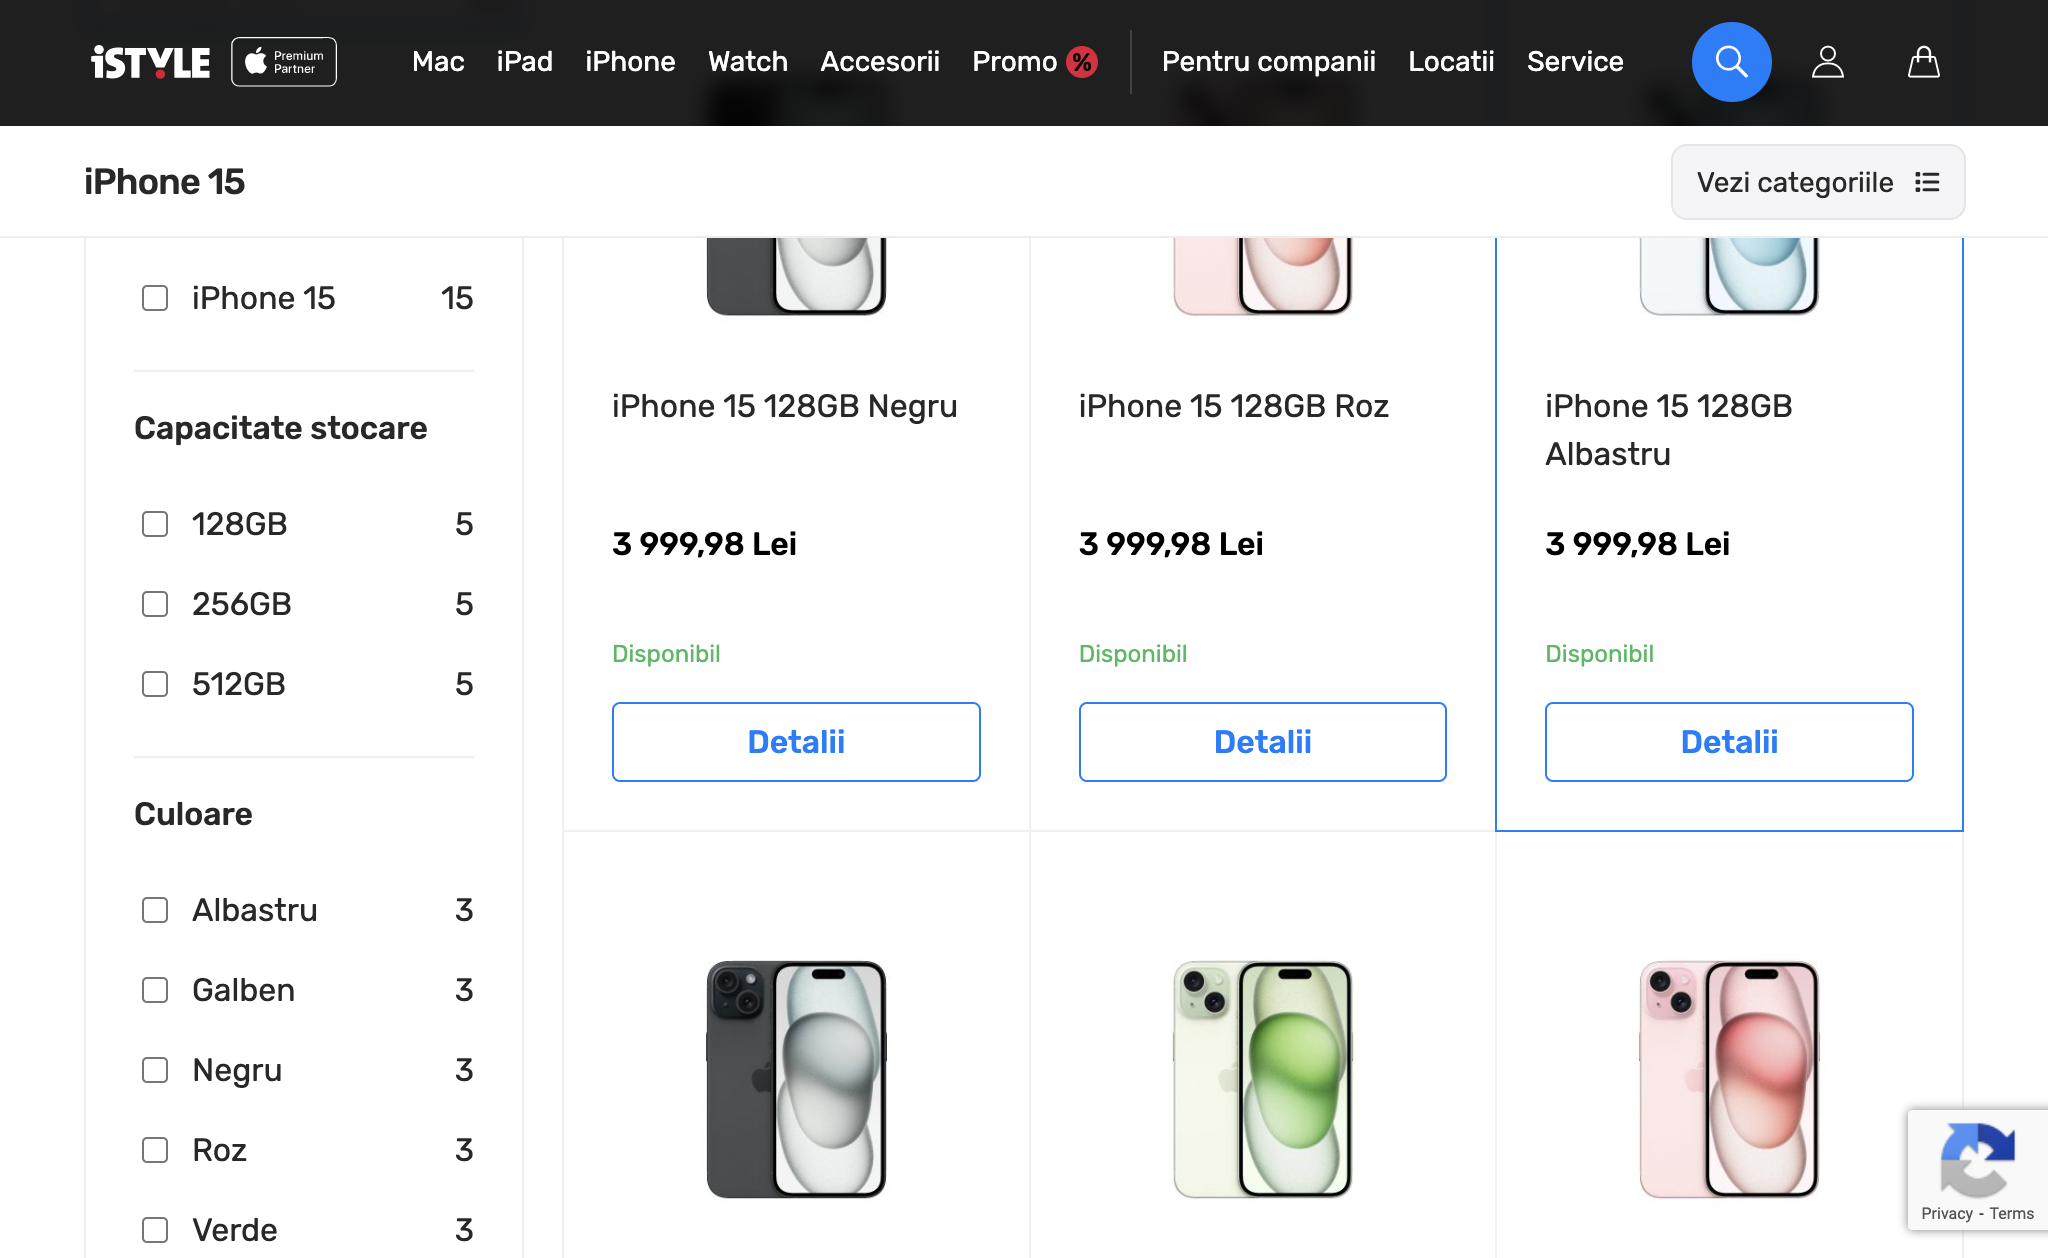 iSTYLE
Premium
Partner
Mac
iPad
iPhone
Watch
Accesorii
Promo %
Pentru companii
Locatii
Service
iPhone 15
Vezi categoriile
iPhone 15 15
Capacitate stocare
128GB 5
256GB 5
512GB 5
Culoare
Albastru 3
Galben 3
Negru 3
Roz 3
Verde 3
iPhone 15 128GB Negru
3 999,98 Lei
Disponibil
Detalii
iPhone 15 128GB Roz
3 999,98 Lei
Disponibil
Detalii
iPhone 15 128GB
Albastru
3 999,98 Lei
Disponibil
Detalii
Privacy - Terms